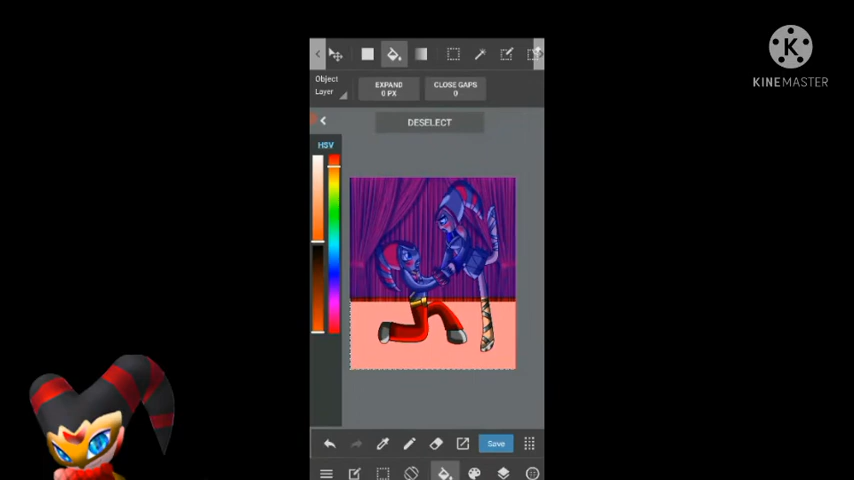 K
KINEMASTER
Object
Layer
EXPAND
0 PX
CLOSE GAPS
0
DESELECT
HSV
Save